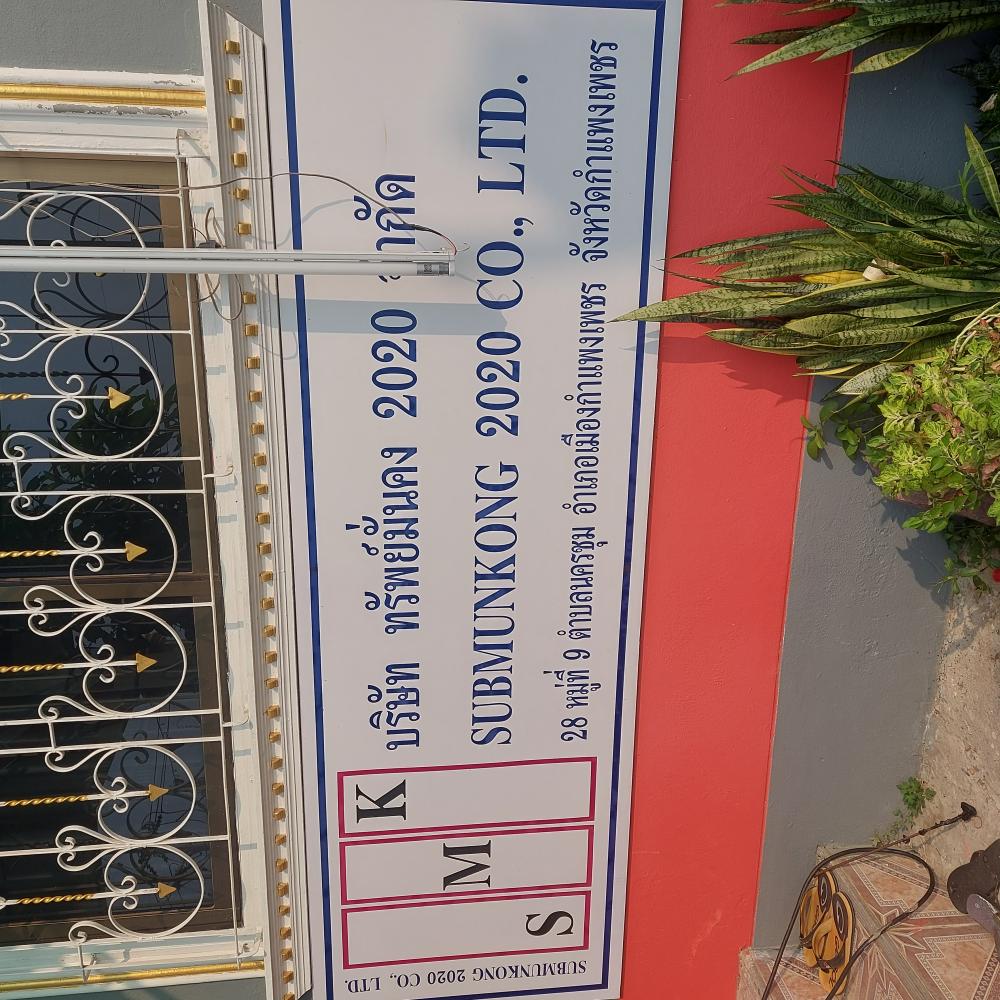 บริษัท ทรัพย์มั่นคง 2020 จำกัด
SUBMUNKONG 2020 CO., LTD.
28 หมู่ที่ 9 ตำบลนครชุม อำเภอเมืองกำแพงเพชร จังหวัดกำแพงเพชร
S M K
SUBMUNKONG 2020 CO., LTD.